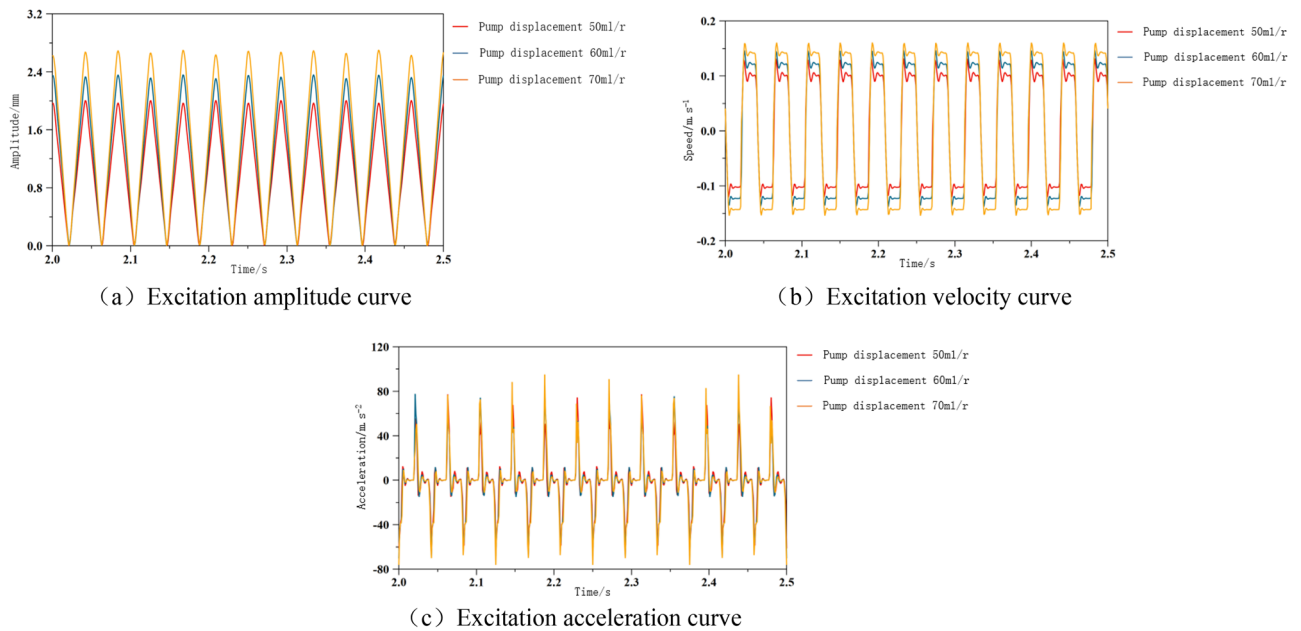 3.2
2.4
1.6
0.8
0.0
Amplitude/mm
2.0 2.1 2.2 2.3 2.4 2.5
Time/s
Pump displacement 50ml/r
Pump displacement 60ml/r
Pump displacement 70ml/r
（a）Excitation amplitude curve
0.2
0.1
0.0
-0.1
-0.2
Speed/m.s⁻¹
2.0 2.1 2.2 2.3 2.4 2.5
Time/s
Pump displacement 50ml/r
Pump displacement 60ml/r
Pump displacement 70ml/r
（b）Excitation velocity curve
120
80
40
0
-40
-80
Acceleration/m.s⁻²
2.0 2.1 2.2 2.3 2.4 2.5
Time/s
Pump displacement 50ml/r
Pump displacement 60ml/r
Pump displacement 70ml/r
（c）Excitation acceleration curve